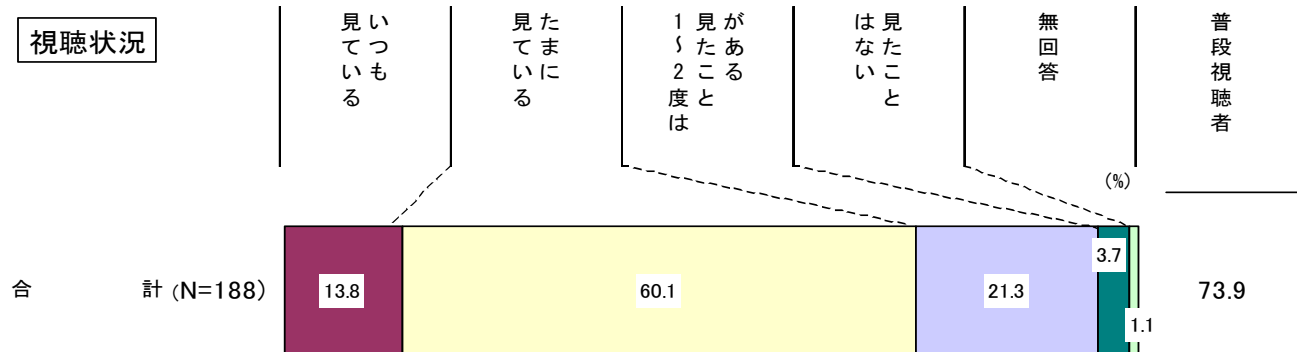 視聴状況
いつも
見ている
たまに
見ている
がある
見たこと
1～2度は
見たこと
はない
無回答
普段視聴者
(%)
合計(N=188)
13.8
60.1
21.3
3.7
1.1
73.9